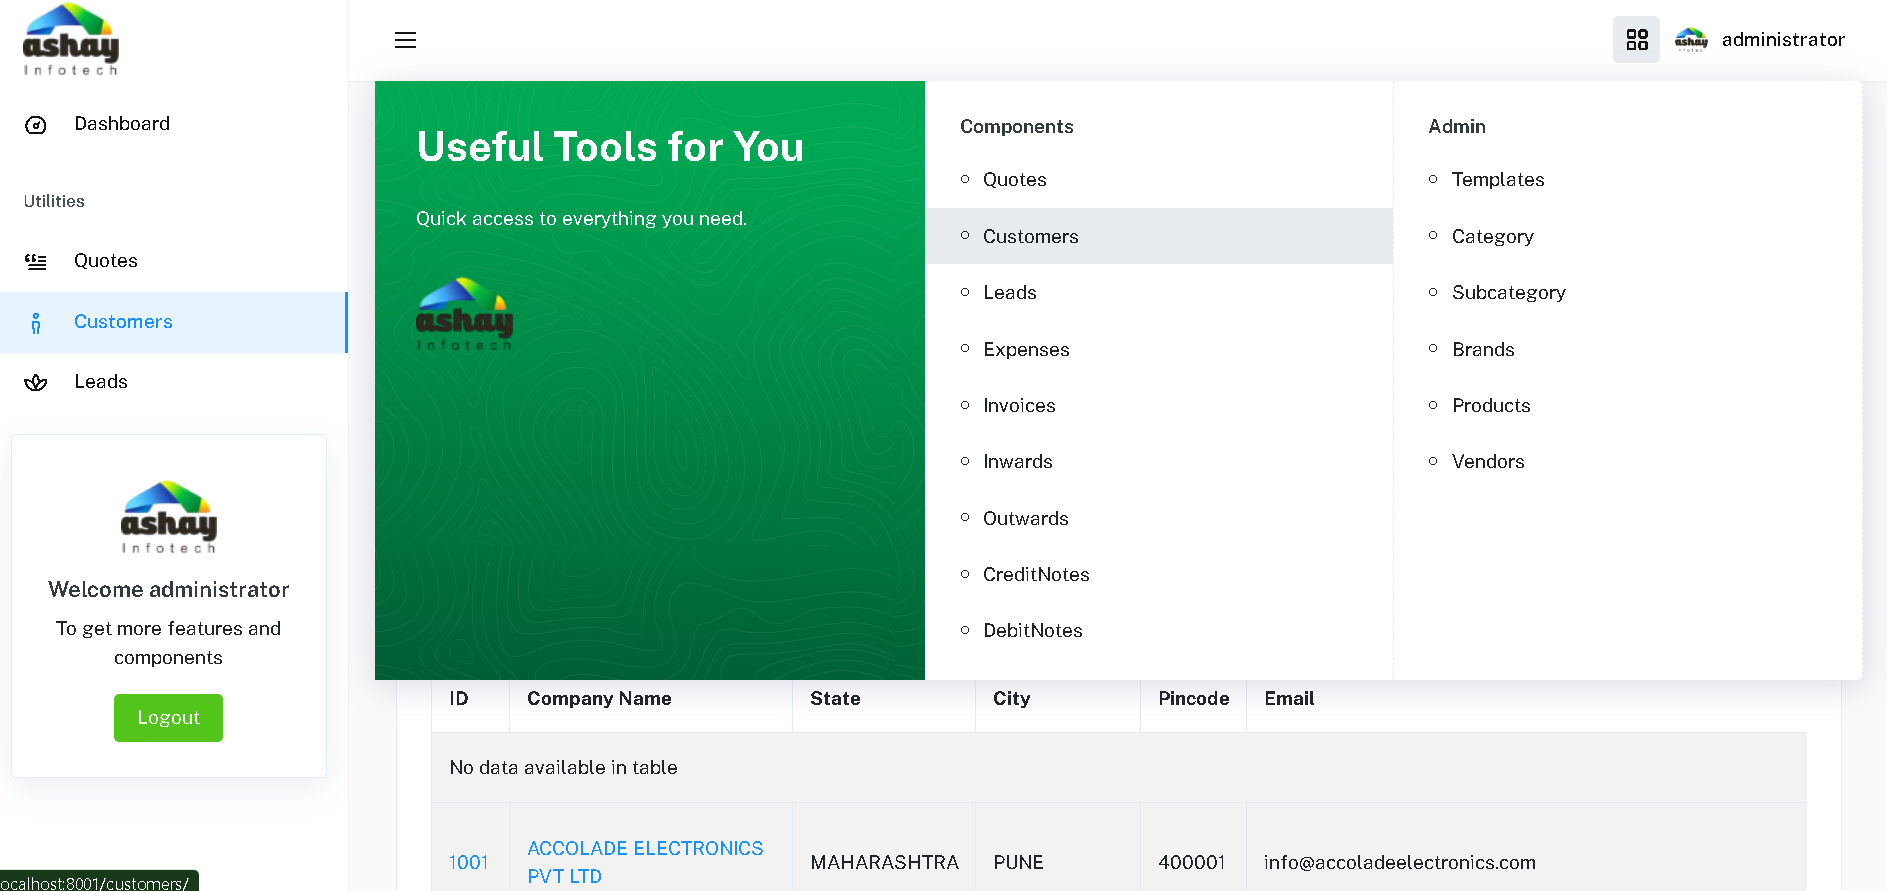 ashay
Infotech
Dashboard
Utilities
Quotes
Customers
Leads
ashay
Infotech
Welcome administrator
To get more features and
components
Logout
ashay
administrator
Useful Tools for You
Quick access to everything you need.
ashay
Infotech
Components
Quotes
Customers
Leads
Expenses
Invoices
Inwards
Outwards
CreditNotes
DebitNotes
Admin
Templates
Category
Subcategory
Brands
Products
Vendors
ID Company Name State City Pincode Email
No data available in table
1001 ACCOLADE ELECTRONICS PVT LTD MAHARASHTRA PUNE 400001 info@accoladeelectronics.com
ocalhost:8001/customers/